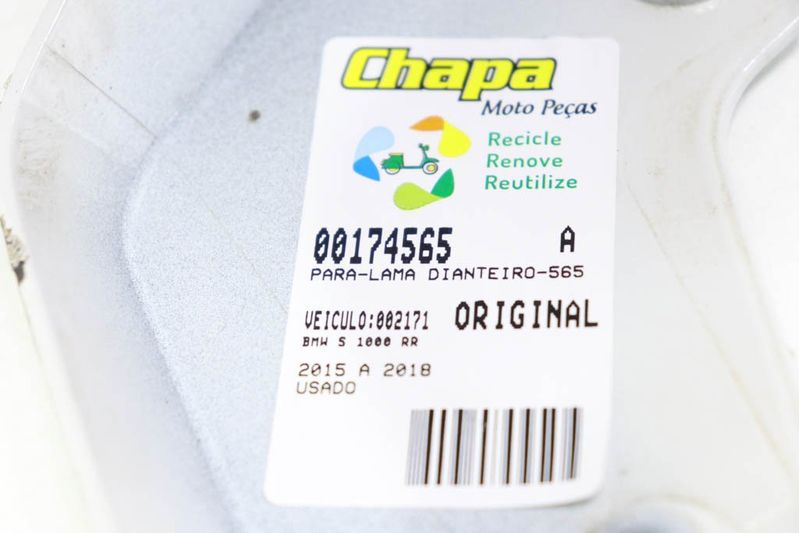 Chapa
Moto Peças
Recicle
Renove
Reutilize
00174565 A
PARA-LAMA DIANTEIRO-565
VEICULO:002171 ORIGINAL
BMW S 1000 RR
2015 A 2018
USADO